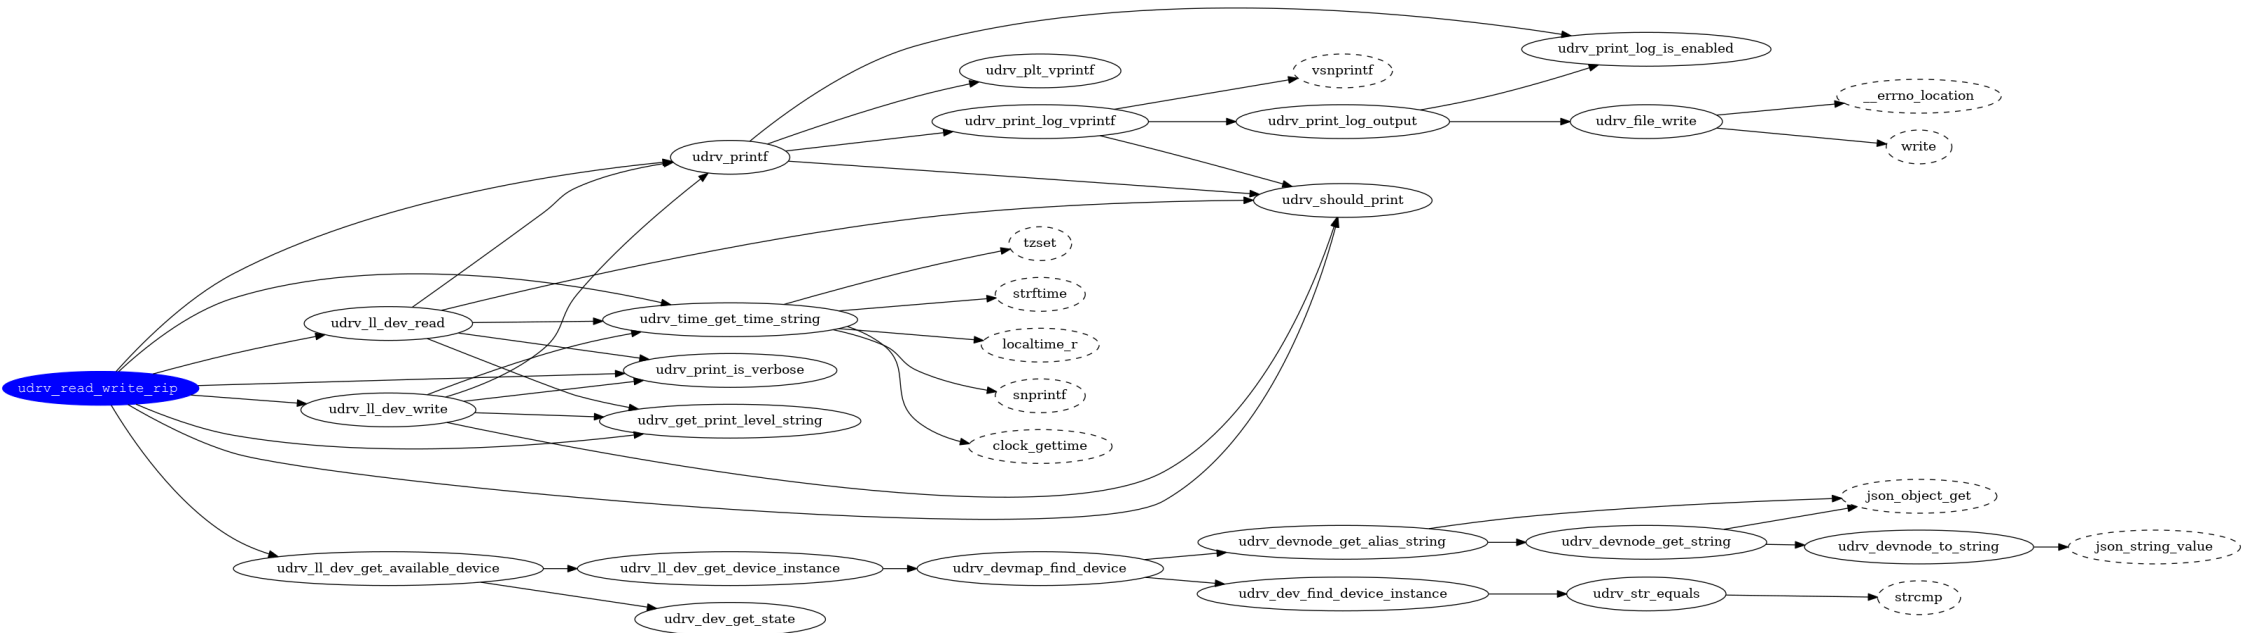 udrv_print_log_is_enabled
udrv_plt_vprintf
vsnprintf
__errno_location
udrv_print_log_vprintf
udrv_print_log_output
udrv_file_write
write
udrv_printf
udrv_should_print
tzset
strftime
udrv_ll_dev_read
udrv_time_get_time_string
localtime_r
udrv_print_is_verbose
udrv_read_write_rip
snprintf
udrv_ll_dev_write
udrv_get_print_level_string
clock_gettime
json_object_get
udrv_devnode_get_alias_string
udrv_devnode_get_string
udrv_devnode_to_string
json_string_value
udrv_ll_dev_get_available_device
udrv_ll_dev_get_device_instance
udrv_devmap_find_device
udrv_dev_find_device_instance
udrv_str_equals
strcmp
udrv_dev_get_state